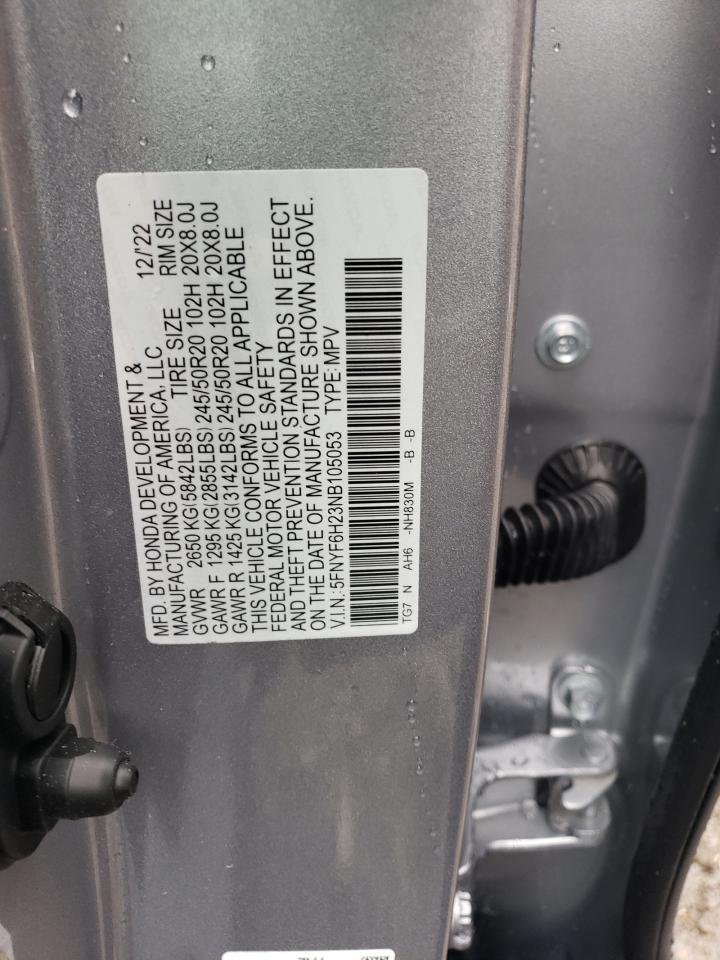 MFD. BY HONDA DEVELOPMENT &
MANUFACTURING OF AMERICA, LLC 12/'22
GVWR 2650 KG(5842LBS) TIRE SIZE RIM SIZE
GAWR F 1295 KG(2855LBS) 245/50R20 102H 20X8.0J
GAWR R 1425 KG(3142LBS) 245/50R20 102H 20X8.0J
THIS VEHICLE CONFORMS TO ALL APPLICABLE
FEDERAL MOTOR VEHICLE SAFETY
AND THEFT PREVENTION STANDARDS IN EFFECT
ON THE DATE OF MANUFACTURE SHOWN ABOVE.
V.I.N.: 5FNYF6H23NB105053 TYPE: MPV
TG7 N AH6 -NH830M -B -B